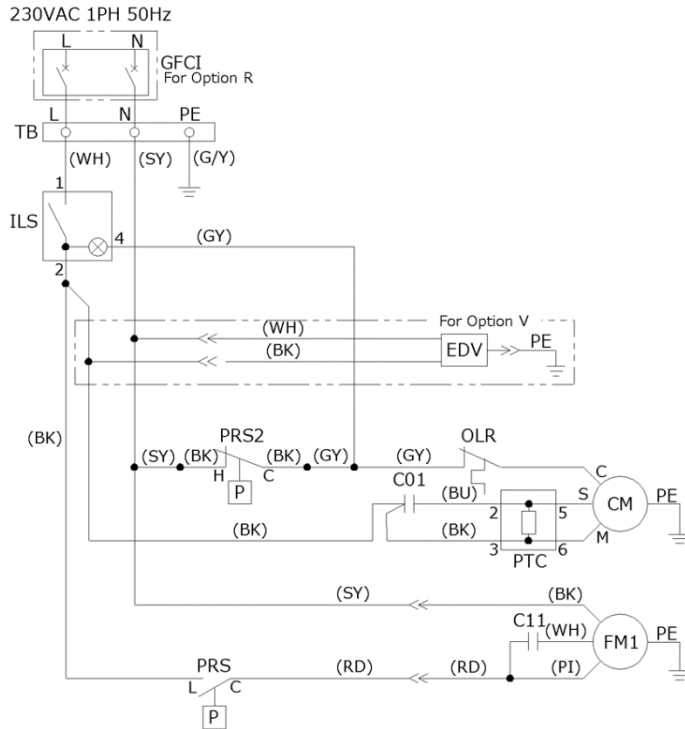 230VAC 1PH 50Hz
L N
GFCI
For Option R
L N PE
TB
(WH) (SY) (G/Y)
1
ILS
4
(GY)
2
For Option V
(WH)
(BK)
EDV
PE
(BK)
(SY) (BK) PRS2 (BK) (GY) (GY) OLR
H C
P
C01
C
(BU) 2 5 S CM PE
(BK)
(BK) 3 6 M
PTC
(SY) (BK)
C11
(WH) FM1 PE
PRS
L C
(RD) (RD) (PI)
P